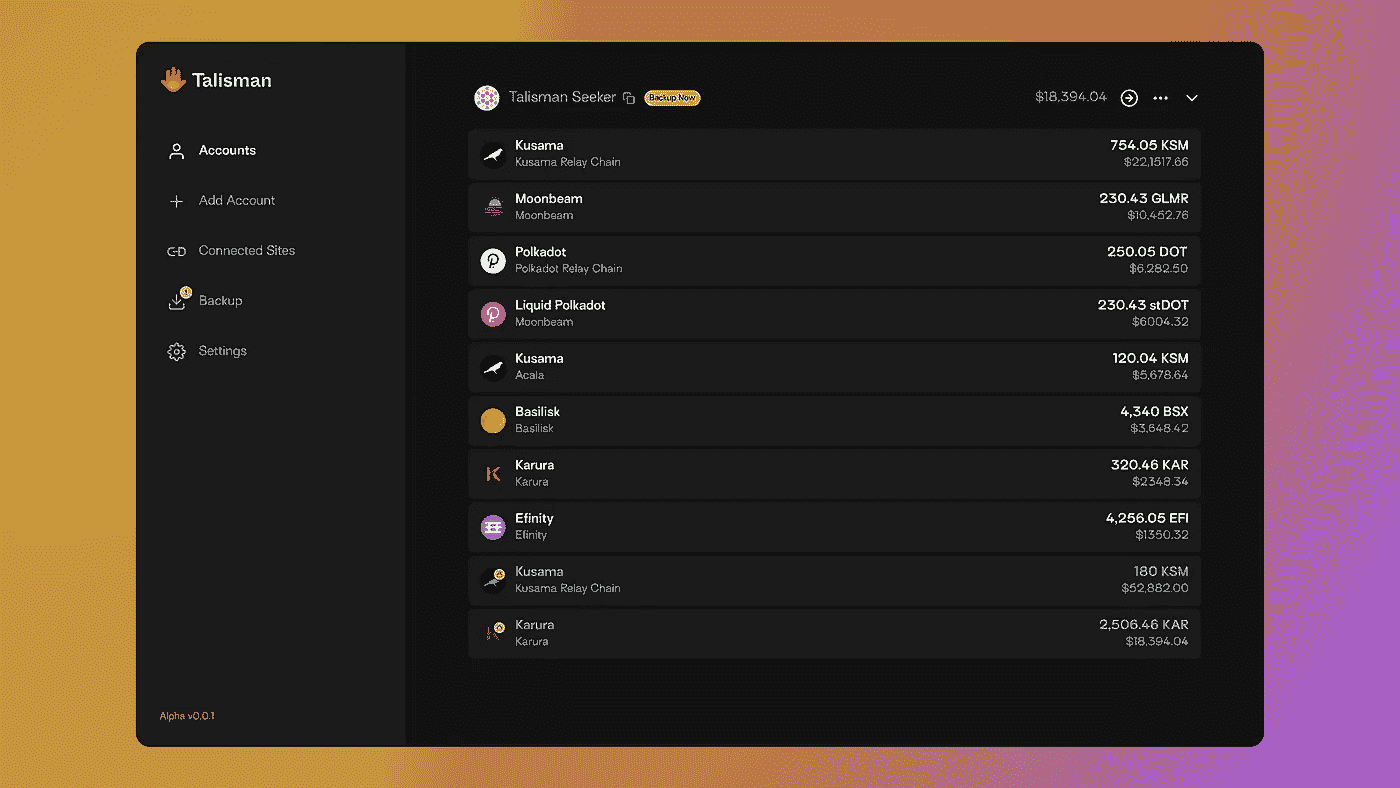 Talisman
Accounts
Add Account
Connected Sites
Backup
Settings
Alpha v0.0.1
Talisman Seeker Backup Now $18,394.04
Kusama 754.05 KSM
Kusama Relay Chain $22,1517.66
Moonbeam 230.43 GLMR
Moonbeam $10,452.76
Polkadot 250.05 DOT
Polkadot Relay Chain $6,282.50
Liquid Polkadot 230.43 stDOT
Moonbeam $6004.32
Kusama 120.04 KSM
Acala $5,678.64
Basilisk 4,340 BSX
Basilisk $3,648.42
Karura 320.46 KAR
Karura $2348.34
Efinity 4,256.05 EFI
Efinity $1350.32
Kusama 180 KSM
Kusama Relay Chain $52,882.00
Karura 2,506.46 KAR
Karura $18,394.04